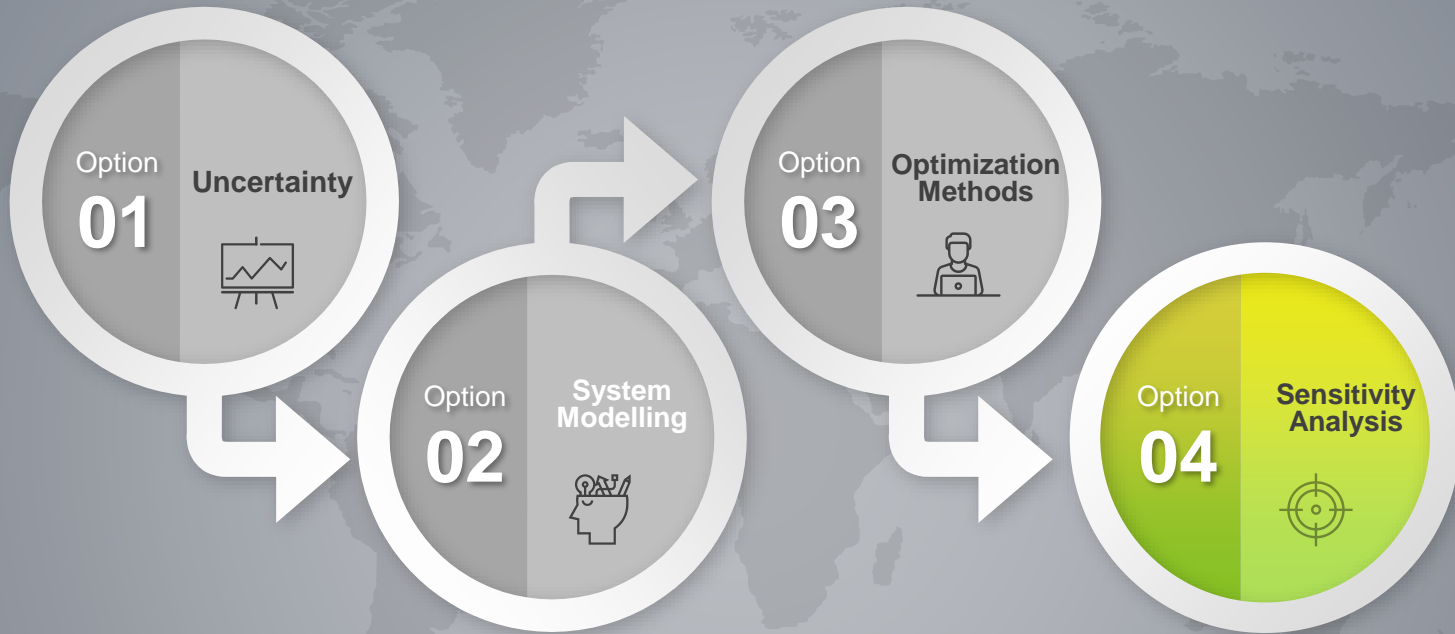 Option
01
Uncertainty
Option
02
System
Modelling
Option
03
Optimization
Methods
Option
04
Sensitivity
Analysis